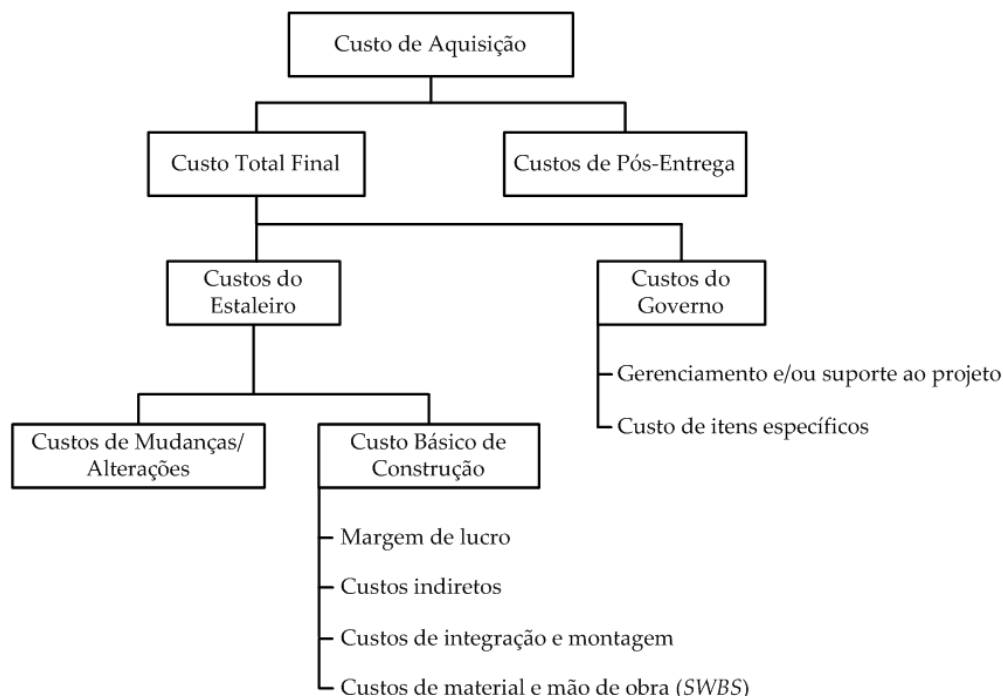 Custo de Aquisição
Custo Total Final
Custos de Pós-Entrega
Custos do
Estaleiro
Custos do
Governo
Gerenciamento e/ou suporte ao projeto
Custo de itens específicos
Custos de Mudanças/
Alterações
Custo Básico de
Construção
Margem de lucro
Custos indiretos
Custos de integração e montagem
Custos de material e mão de obra (SWBS)